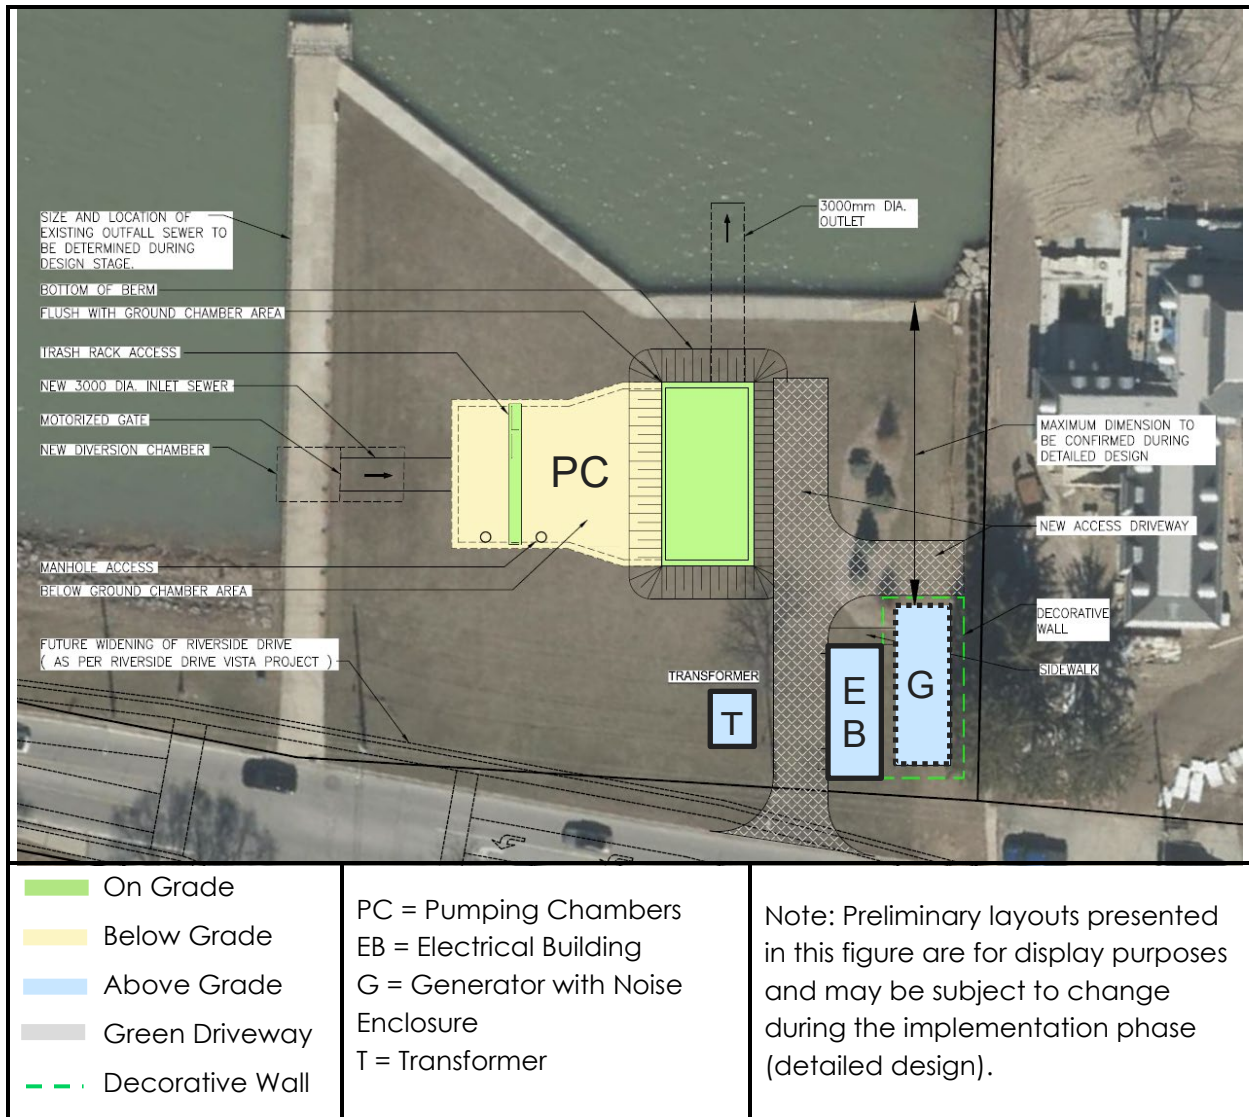 SIZE AND LOCATION OF
EXISTING OUTFALL SEWER TO
BE DETERMINED DURING
DESIGN STAGE.
BOTTOM OF BERM
FLUSH WITH GROUND CHAMBER AREA
TRASH RACK ACCESS
NEW 3000 DIA. INLET SEWER
MOTORIZED GATE
NEW DIVERSION CHAMBER
MANHOLE ACCESS
BELOW GROUND CHAMBER AREA
FUTURE WIDENING OF RIVERSIDE DRIVE
( AS PER RIVERSIDE DRIVE VISTA PROJECT )
3000mm DIA.
OUTLET
PC
MAXIMUM DIMENSION TO
BE CONFIRMED DURING
DETAILED DESIGN
NEW ACCESS DRIVEWAY
DECORATIVE
WALL
SIDEWALK
TRANSFORMER
T
E
B
G
On Grade
Below Grade
Above Grade
Green Driveway
Decorative Wall
PC = Pumping Chambers
EB = Electrical Building
G = Generator with Noise
Enclosure
T = Transformer
Note: Preliminary layouts presented
in this figure are for display purposes
and may be subject to change
during the implementation phase
(detailed design).